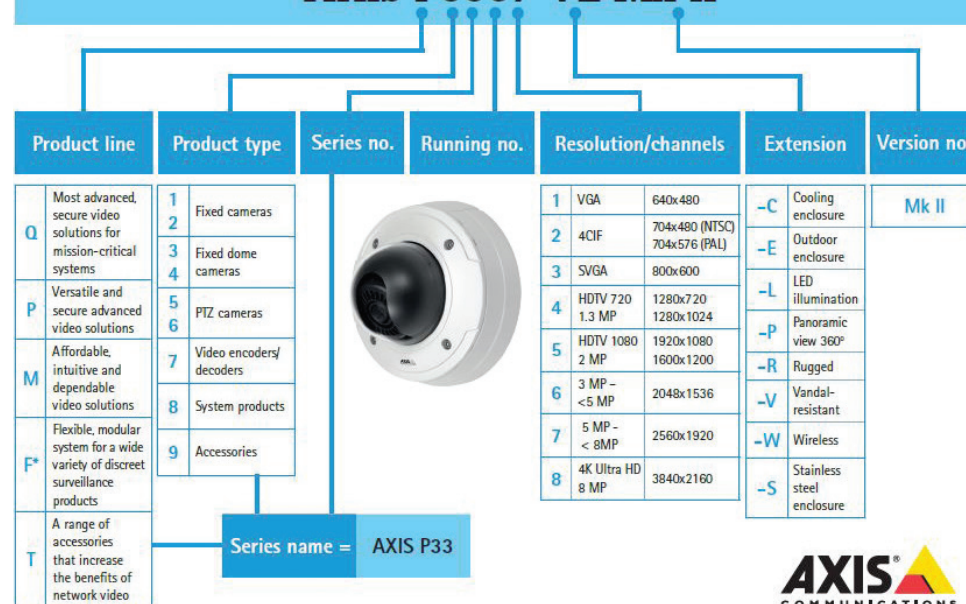 Product line
Product type
Series no.
Running no.
Resolution/channels
Extension
Version no
Q
Most advanced,
secure video
solutions for
mission-critical
systems
P
Versatile and
secure advanced
video solutions
M
Affordable,
intuitive and
dependable
video solutions
F*
Flexible, modular
system for a wide
variety of discreet
surveillance
products
T
A range of
accessories
that increase
the benefits of
network video
1
2
Fixed cameras
3
4
Fixed dome
cameras
5
6
PTZ cameras
7
Video encoders/
decoders
8
System products
9
Accessories
Series name =
AXIS P33
1 VGA 640x480
2 4CIF 704x480 (NTSC)
704x576 (PAL)
3 SVGA 800x600
4 HDTV 720 1280x720
1.3 MP 1280x1024
5 HDTV 1080 1920x1080
2 MP 1600x1200
6 3 MP –
<5 MP 2048x1536
7 5 MP -
< 8MP 2560x1920
8 4K Ultra HD
8 MP 3840x2160
–C Cooling
enclosure
–E Outdoor
enclosure
–L LED
illumination
–P Panoramic
view 360°
–R Rugged
–V Vandal-
resistant
–W Wireless
–S Stainless
steel
enclosure
Mk II
AXIS®
COMMUNICATIONS